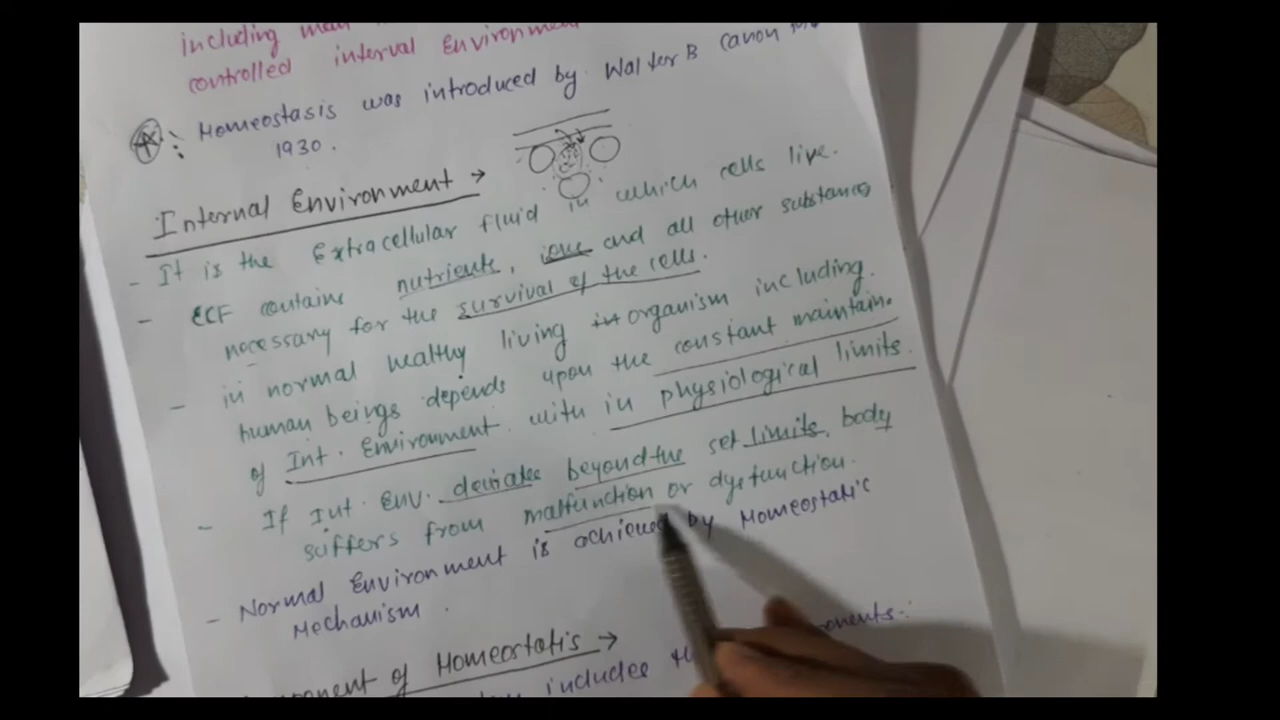 including
controlled interval Environment
Homeostasis was introduced by Walter B Canon
1930.
Internal Environment →
- It is the Extracellular fluid in which cells live.
- ECF contains nutrients, ions and all other substances
necessary for the survival of the cells.
- in normal healthy living organism including
human beings depends upon the constant maintain.
of Int. Environment with in physiological limits.
- If Int Env. deviates beyond the set limits, body
suffers from malfunction or dysfunction.
- Normal Environment is achieved by Homeostatic
Mechanism.
of Homeostatis →
includes